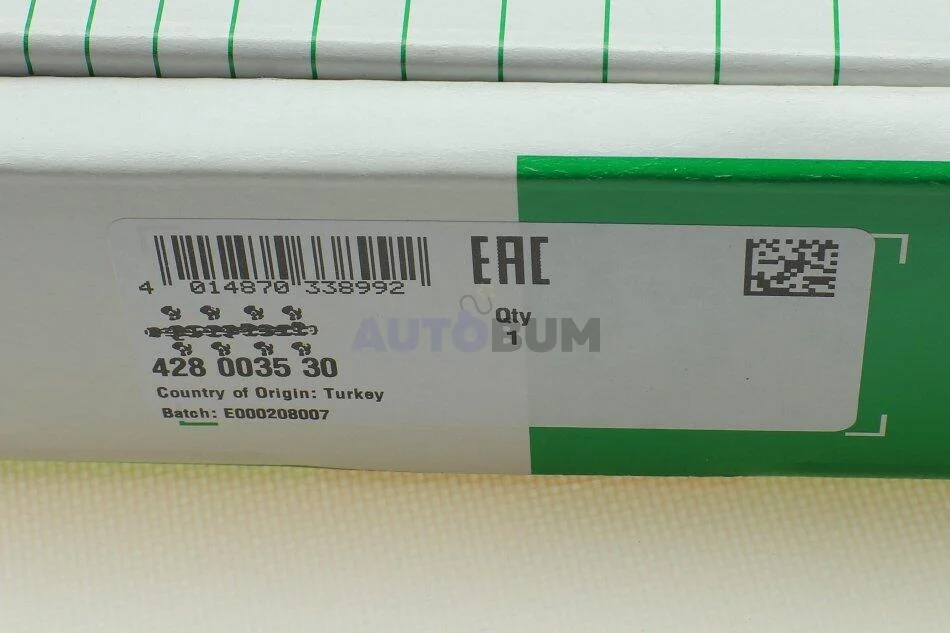 4 014870 338992
EAC
Qty
1
AUTOBUM
428 0035 30
Country of Origin: Turkey
Batch: E000208007